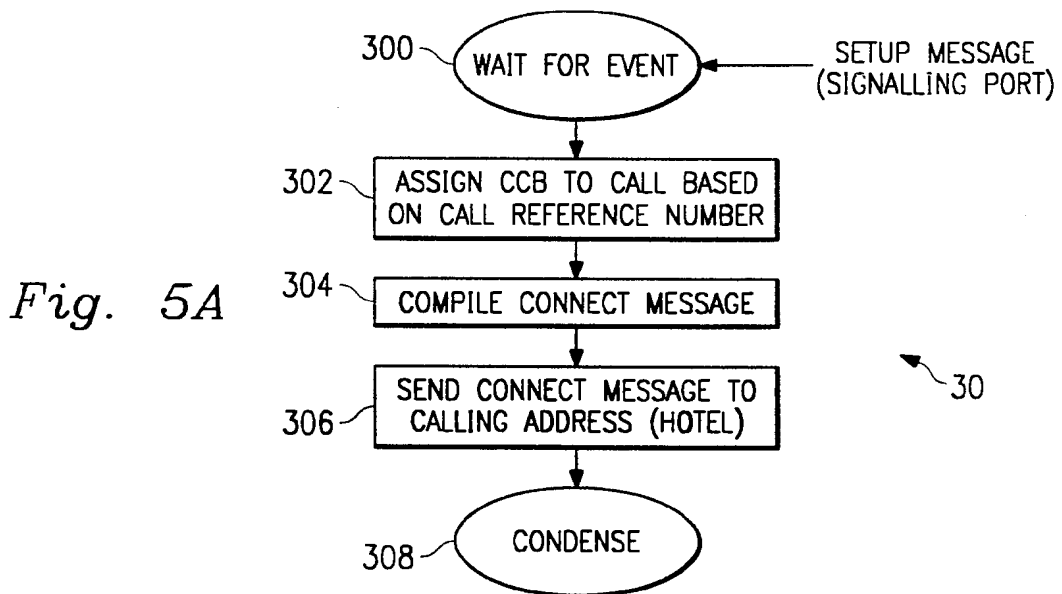 300
WAIT FOR EVENT
SETUP MESSAGE
(SIGNALLING PORT)
302
ASSIGN CCB TO CALL BASED
ON CALL REFERENCE NUMBER
Fig. 5A
304
COMPILE CONNECT MESSAGE
306
SEND CONNECT MESSAGE TO
CALLING ADDRESS (HOTEL)
30
308
CONDENSE